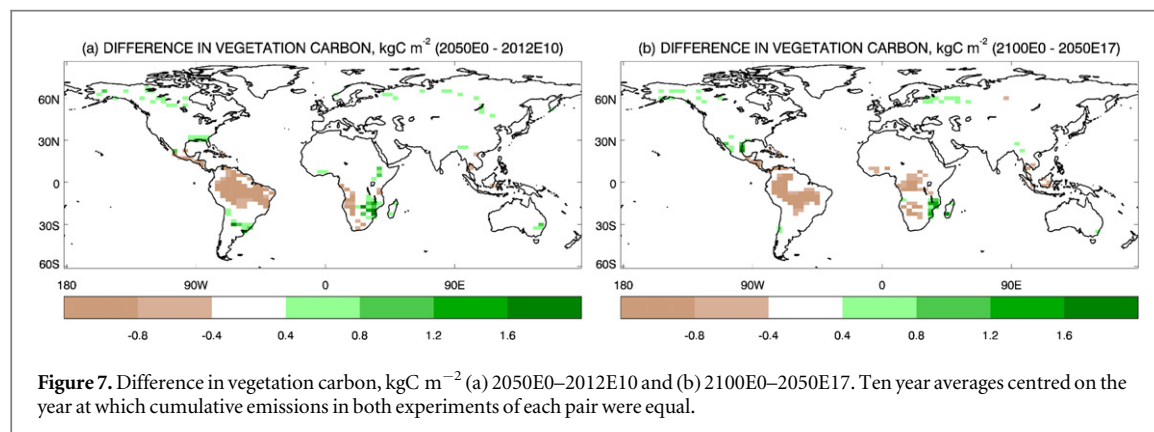 (a) DIFFERENCE IN VEGETATION CARBON, kgC m⁻² (2050E0 - 2012E10)
60N
30N
0
30S
60S
180 90W 0 90E
-0.8 -0.4 0.4 0.8 1.2 1.6
(b) DIFFERENCE IN VEGETATION CARBON, kgC m⁻² (2100E0 - 2050E17)
60N
30N
0
30S
60S
180 90W 0 90E
-0.8 -0.4 0.4 0.8 1.2 1.6
Figure 7. Difference in vegetation carbon, kgC m⁻² (a) 2050E0–2012E10 and (b) 2100E0–2050E17. Ten year averages centred on the
year at which cumulative emissions in both experiments of each pair were equal.